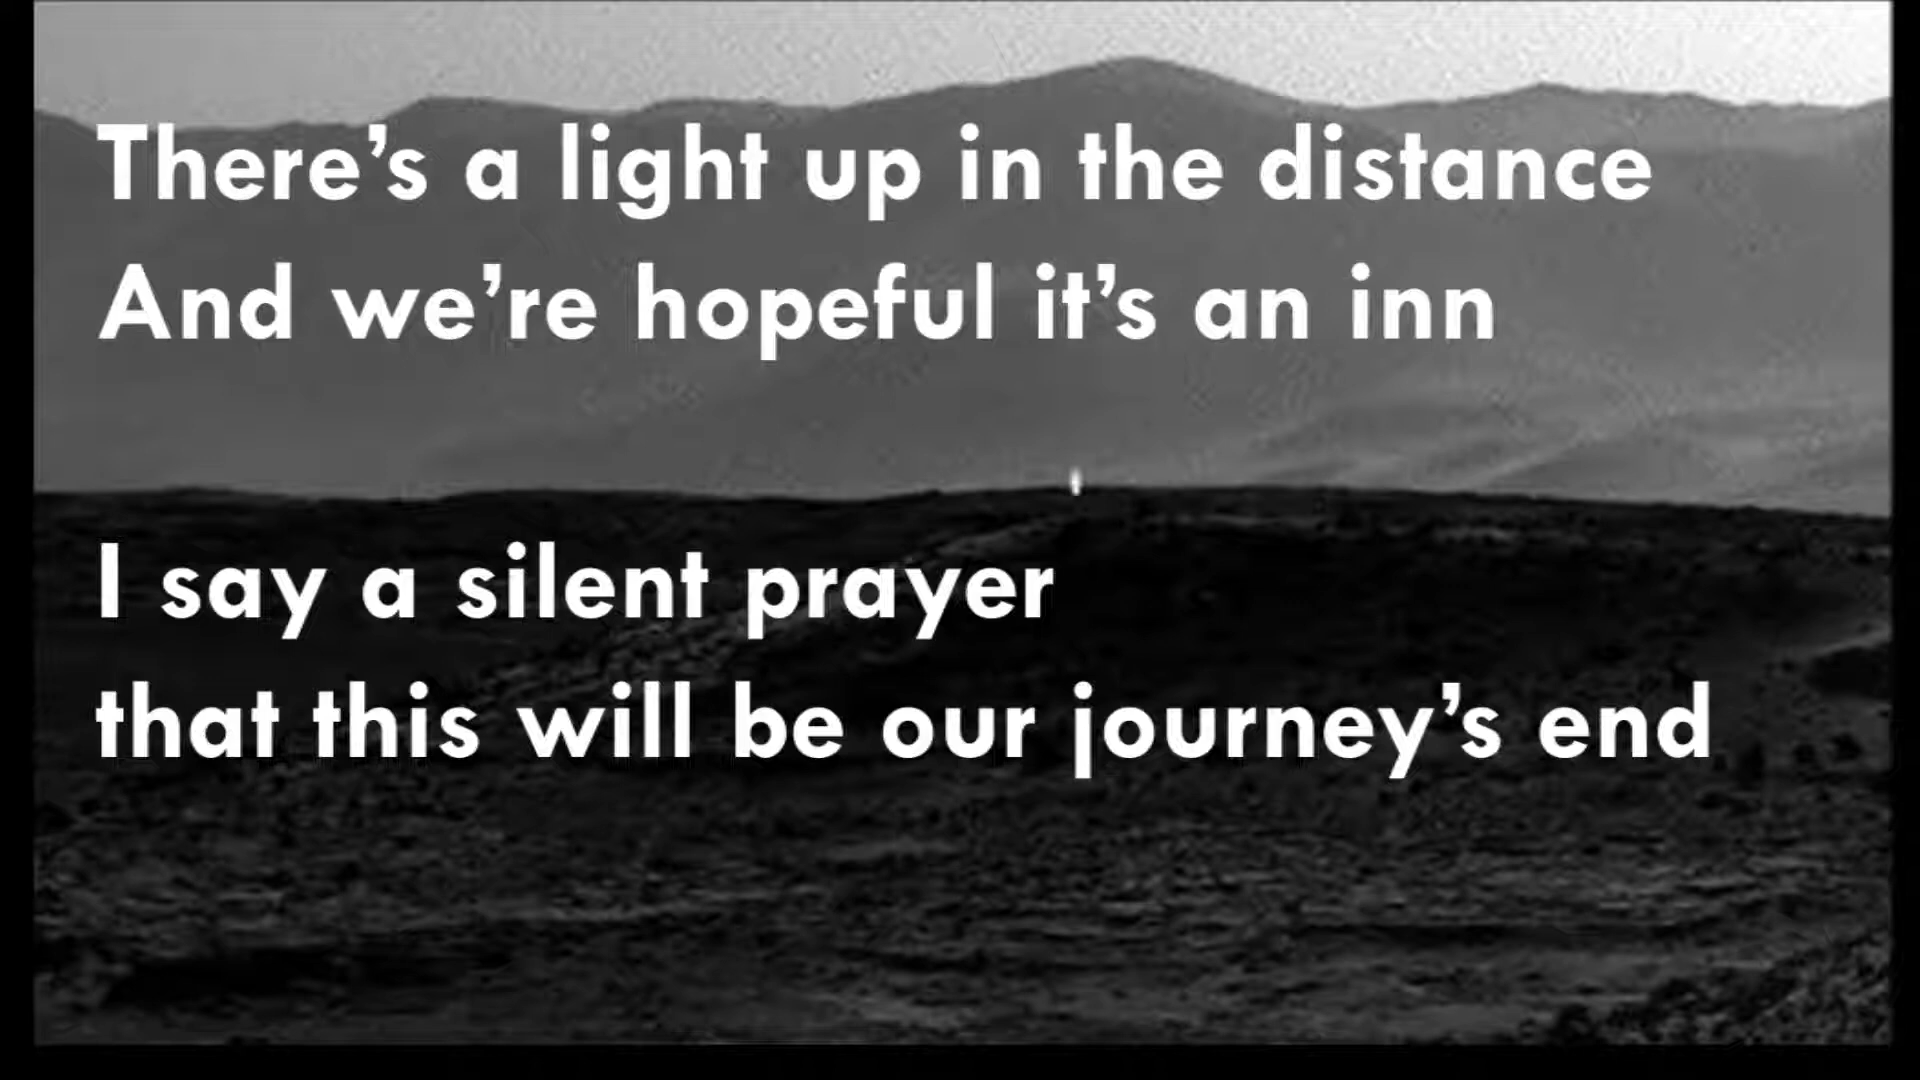 There’s a light up in the distance
And we’re hopeful it’s an inn
I say a silent prayer
that this will be our journey’s end